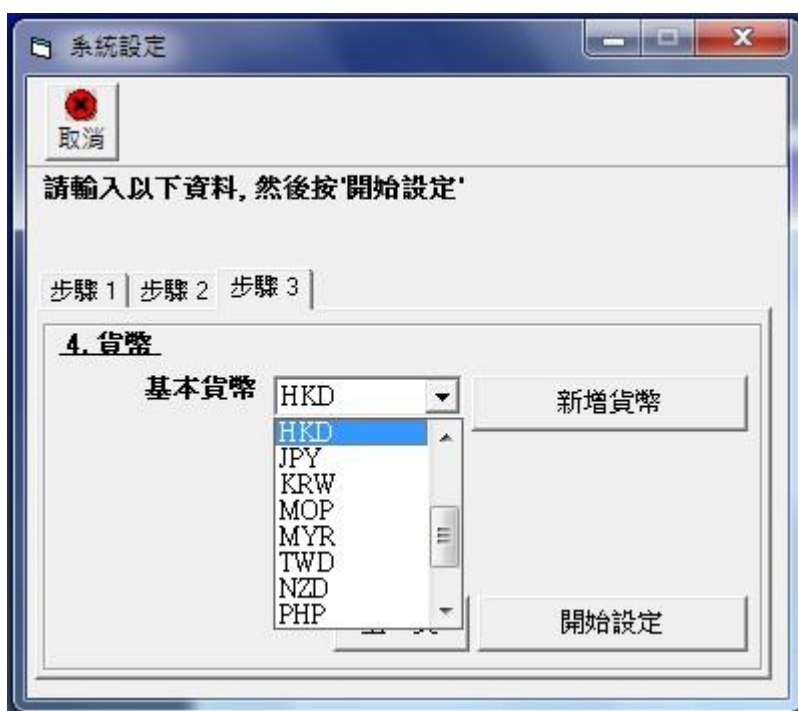 系統設定
取消
請輸入以下資料, 然後按'開始設定'
步驟 1 步驟 2 步驟 3
4. 貨幣
基本貨幣 HKD 新增貨幣
HKD
JPY
KRW
MOP
MYR
TWD
NZD
PHP
開始設定